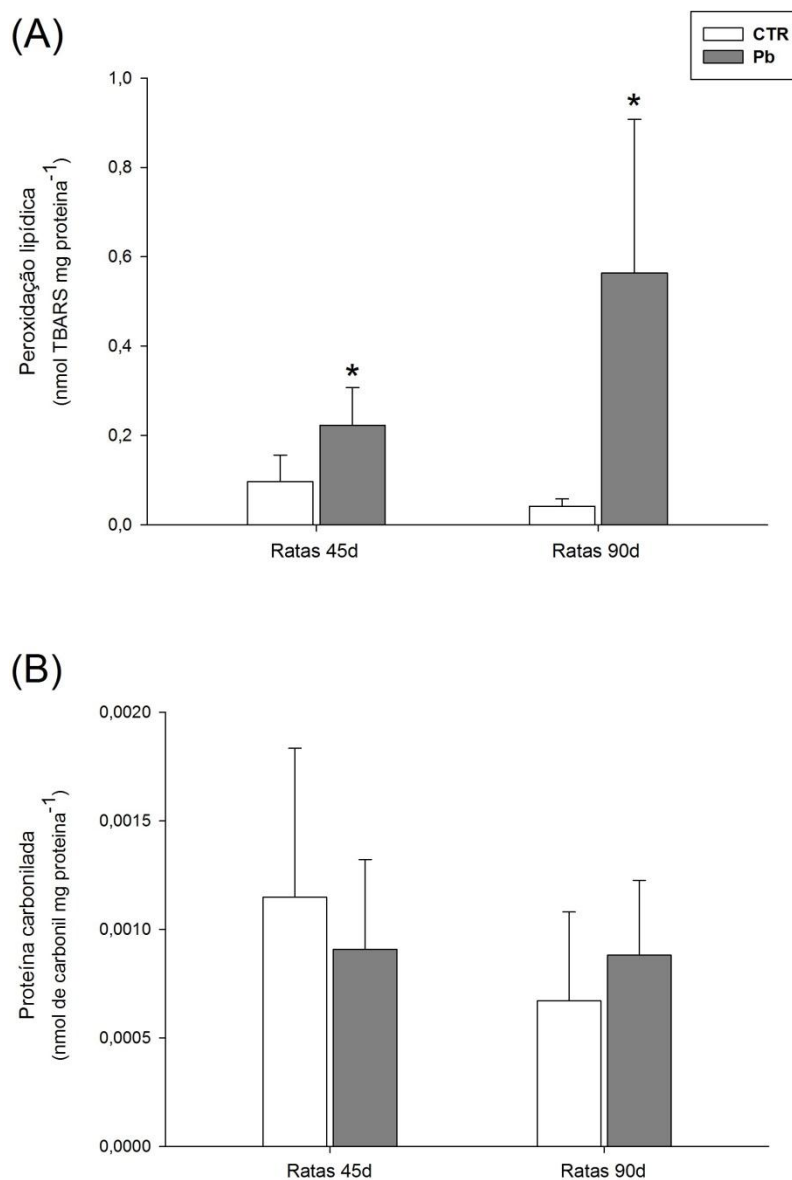 (A)
CTR
Pb
1,0
0,8
0,6
0,4
0,2
0,0
Peroxidação lipídica
(nmol TBARS mg proteina-1)
*
*
Ratas 45d
Ratas 90d
(B)
0,0020
0,0015
0,0010
0,0005
0,0000
Proteína carbonilada
(nmol de carbonil mg proteina-1)
Ratas 45d
Ratas 90d